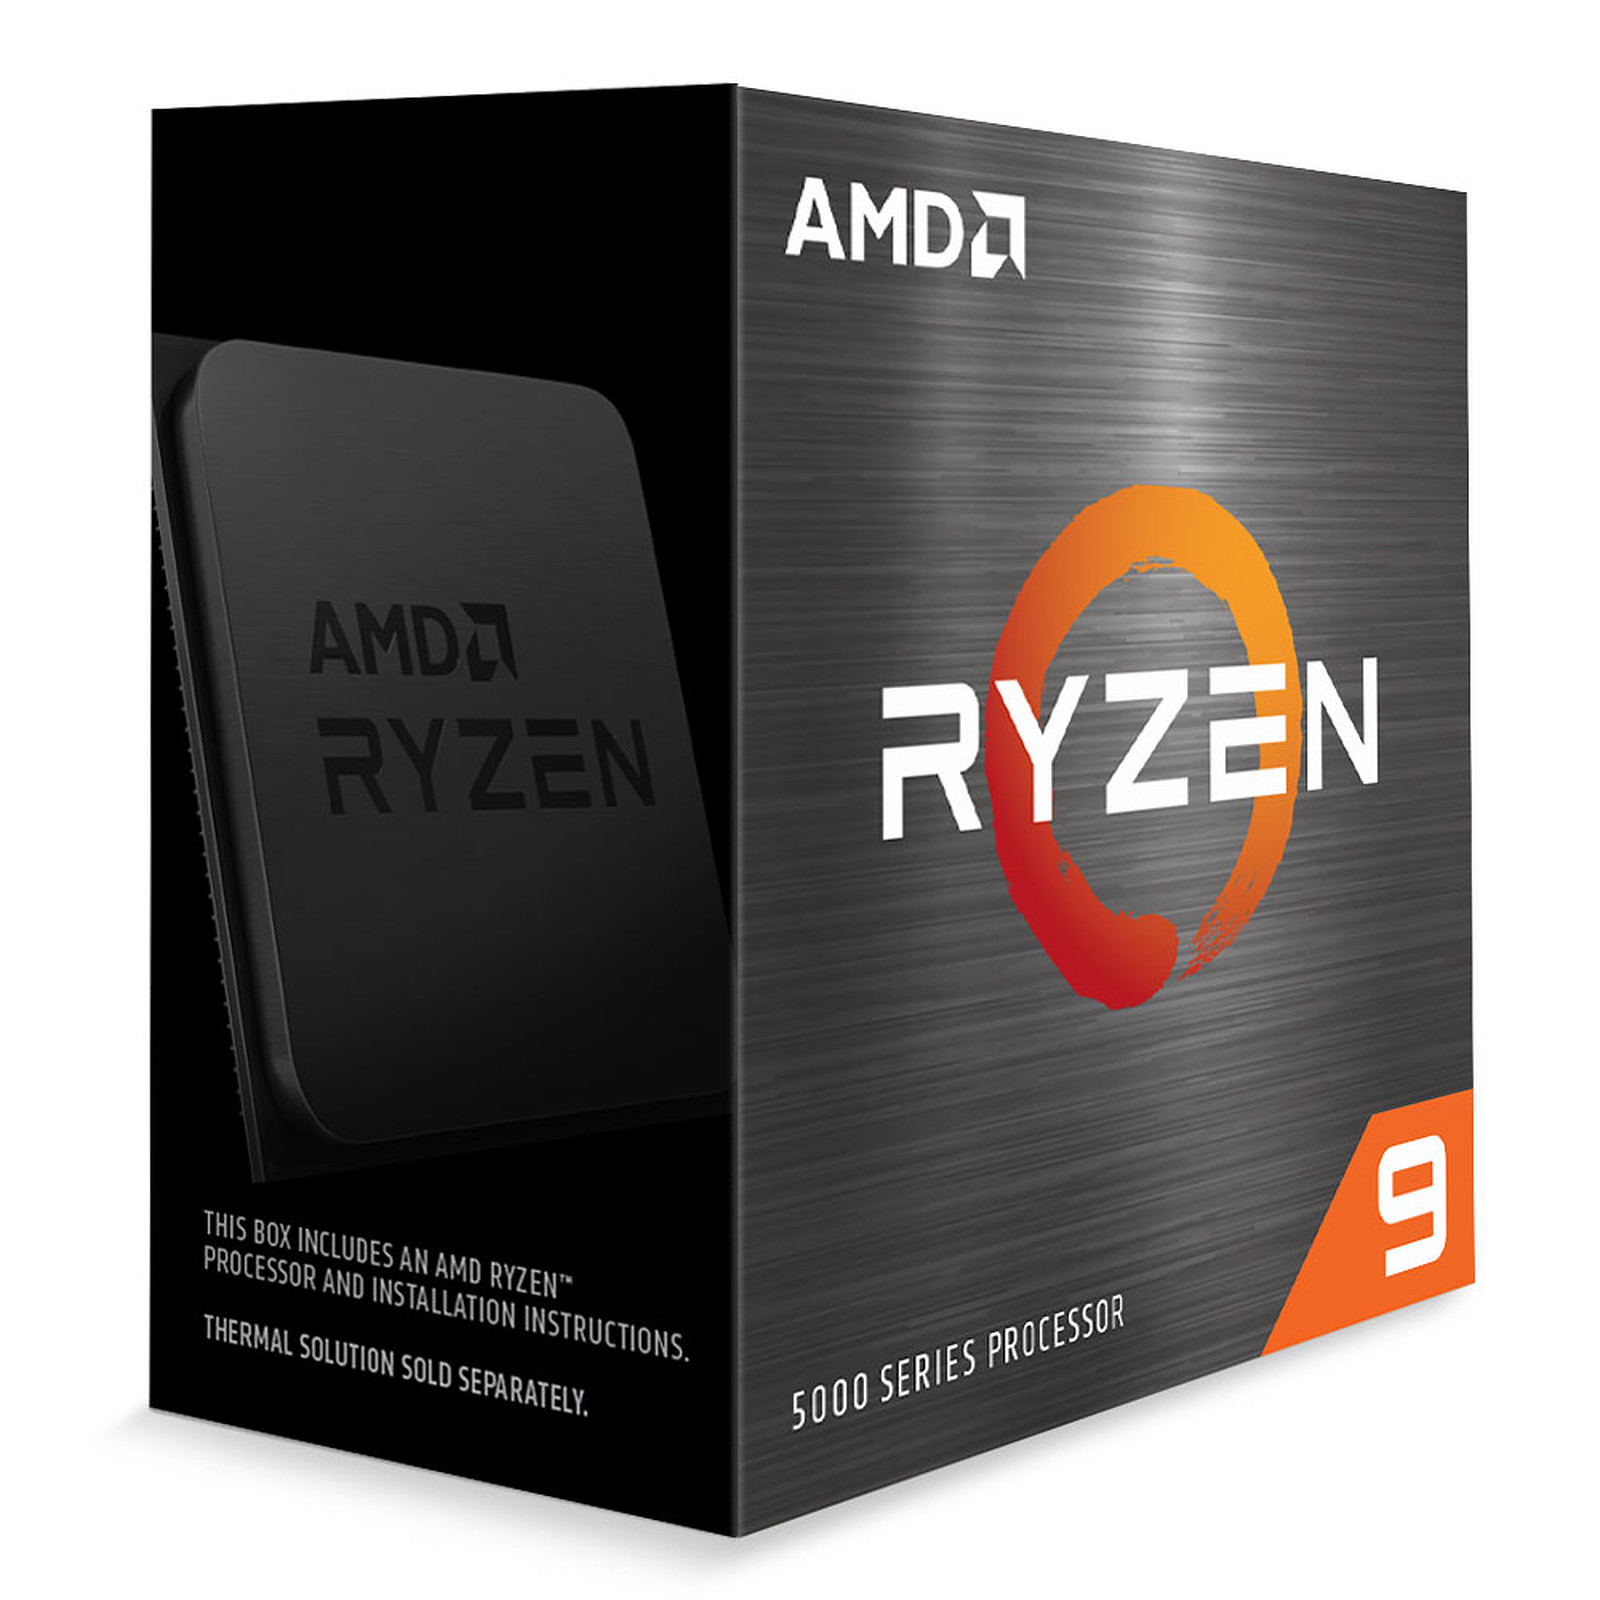 AMD
RYZEN
THIS BOX INCLUDES AN AMD RYZEN™
PROCESSOR AND INSTALLATION INSTRUCTIONS.
THERMAL SOLUTION SOLD SEPARATELY.
AMD
RYZEN
9
5000 SERIES PROCESSOR